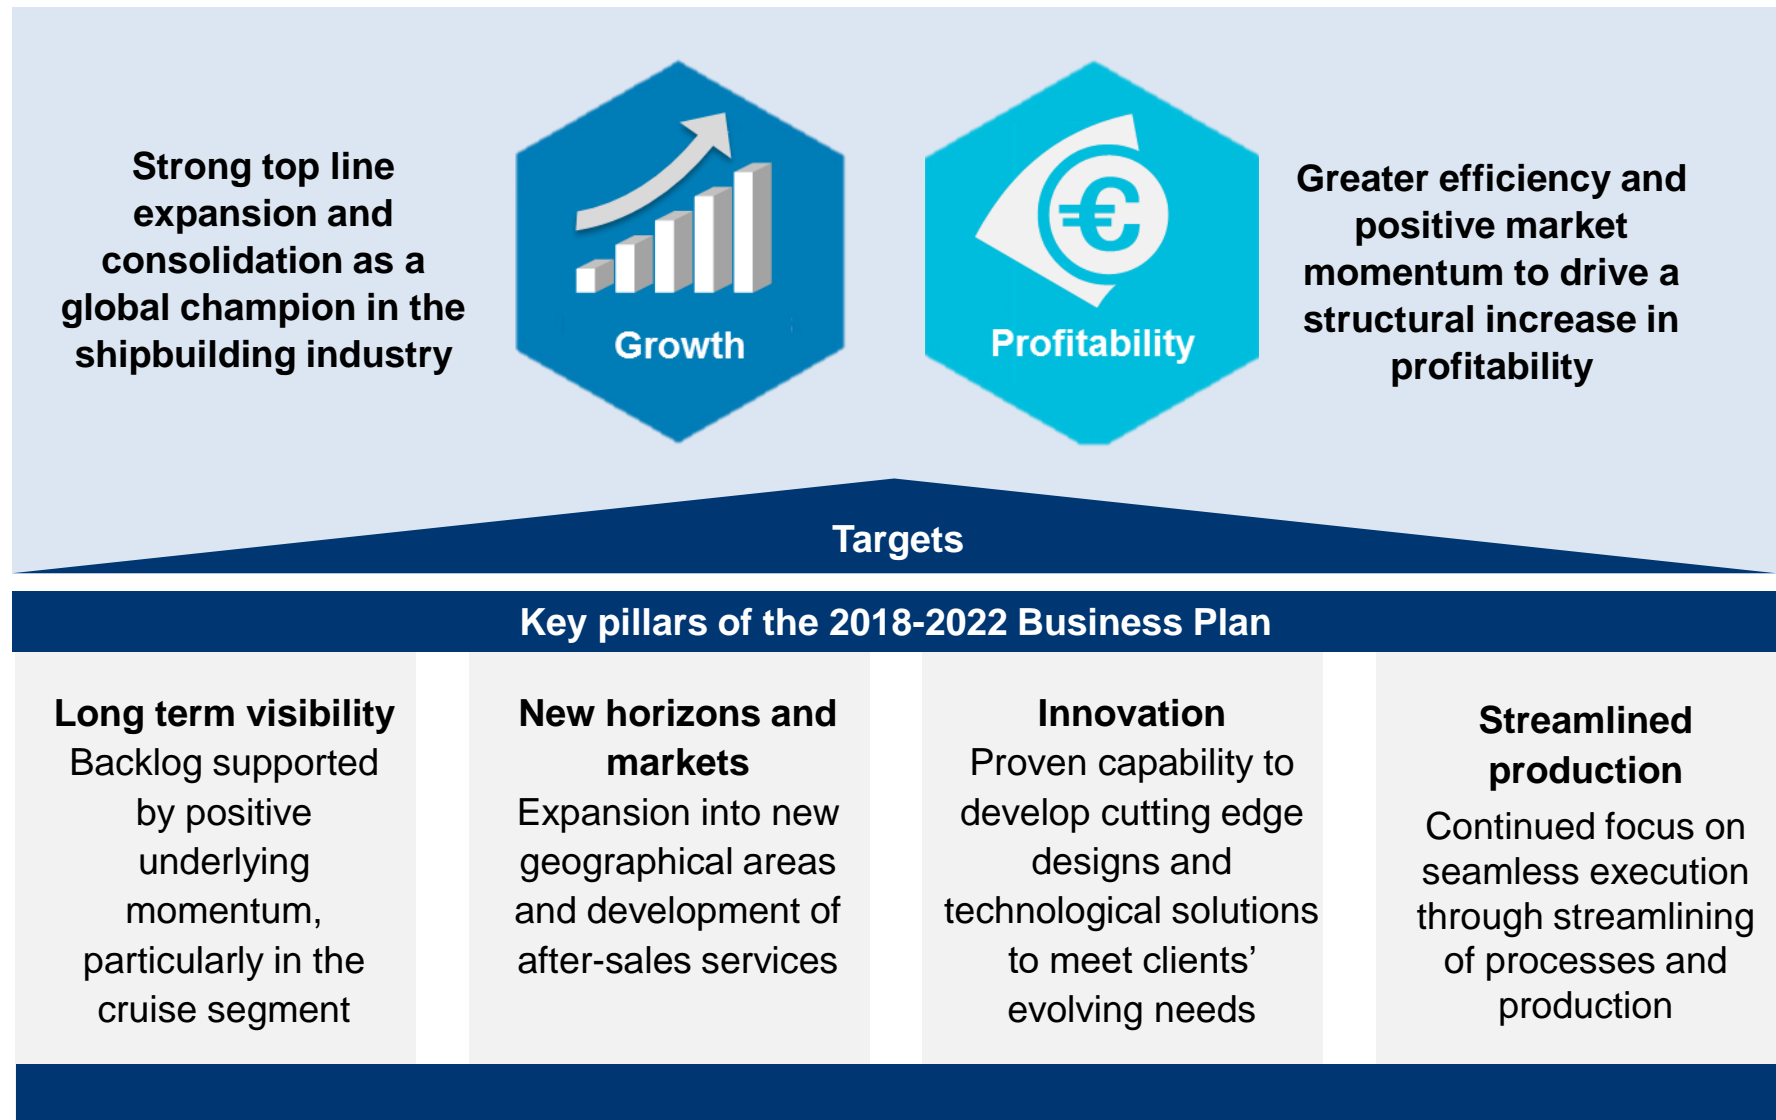 Strong top line
expansion and
consolidation as a
global champion in the
shipbuilding industry
Growth
Profitability
Greater efficiency and
positive market
momentum to drive a
structural increase in
profitability
Targets
Key pillars of the 2018-2022 Business Plan
Long term visibility
Backlog supported
by positive
underlying
momentum,
particularly in the
cruise segment
New horizons and
markets
Expansion into new
geographical areas
and development of
after-sales services
Innovation
Proven capability to
develop cutting edge
designs and
technological solutions
to meet clients’
evolving needs
Streamlined
production
Continued focus on
seamless execution
through streamlining
of processes and
production